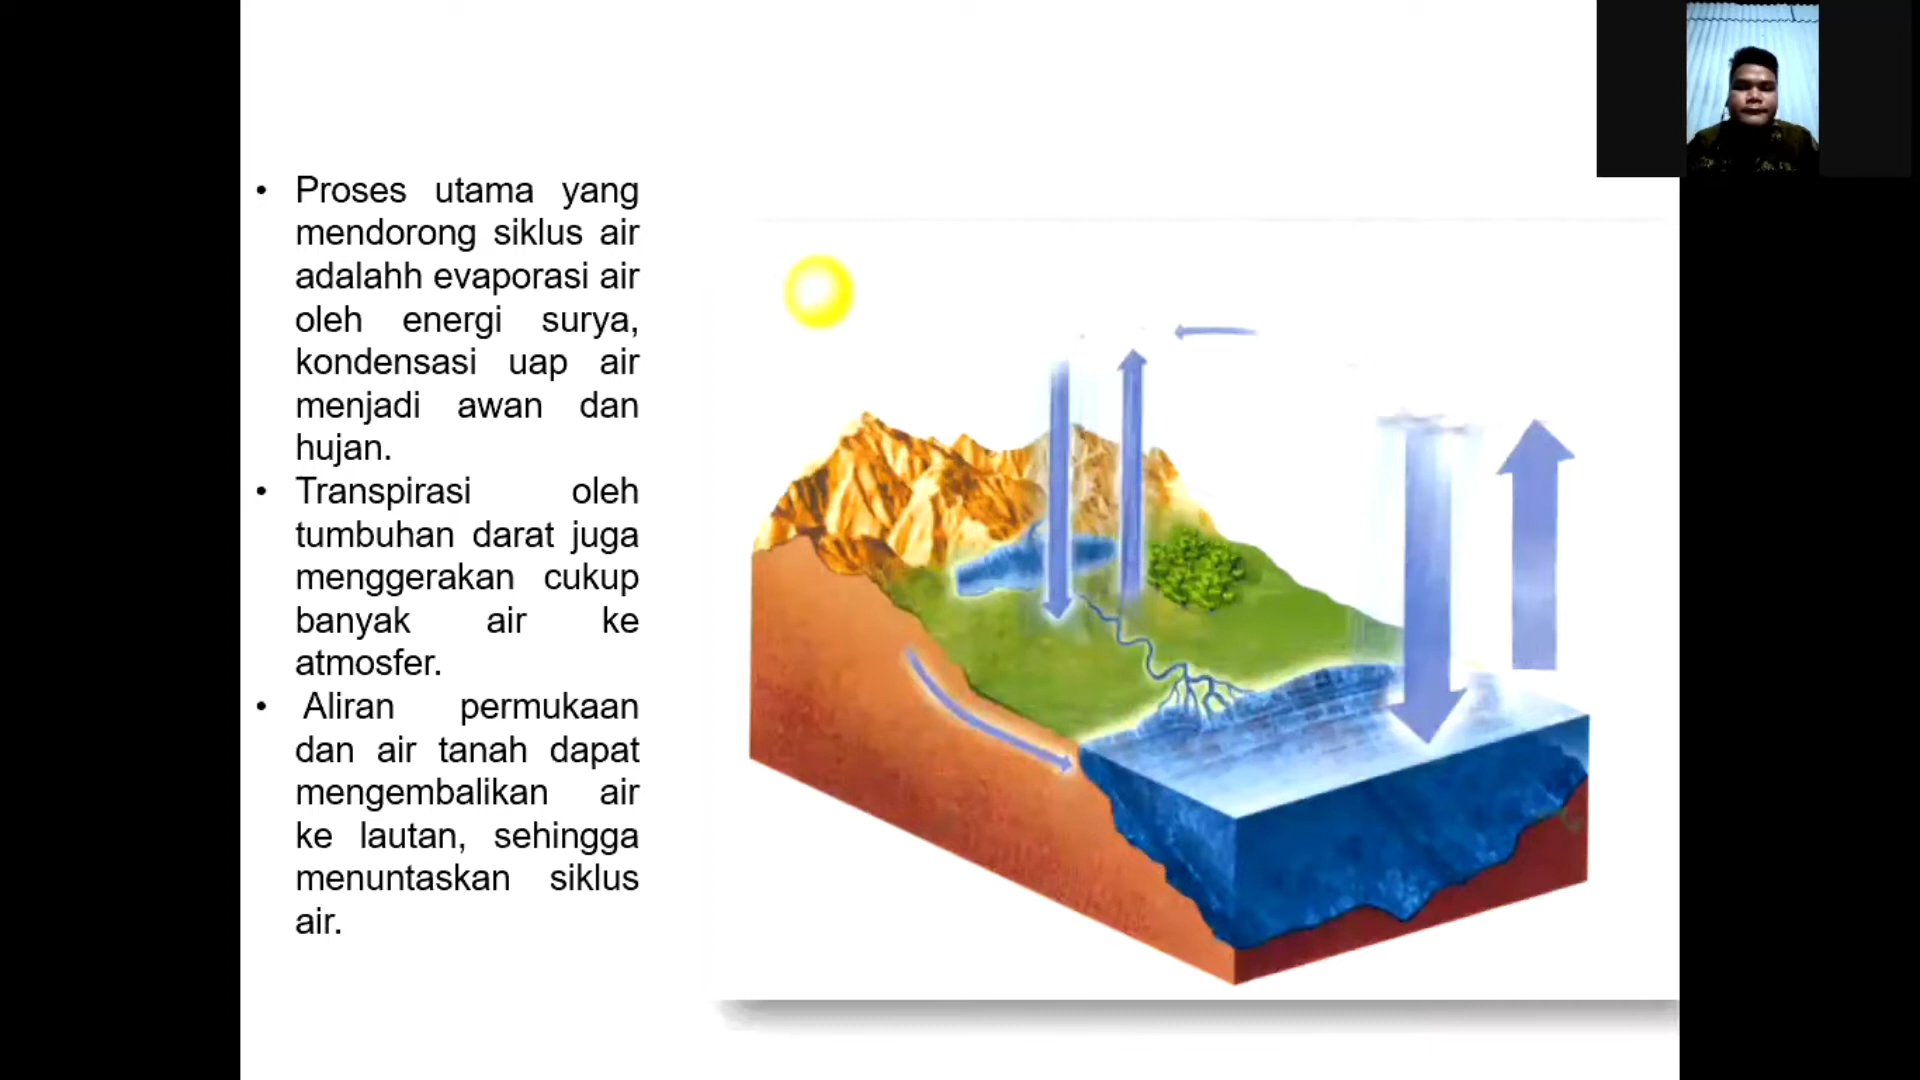 • Proses utama yang
mendorong siklus air
adalahh evaporasi air
oleh energi surya,
kondensasi uap air
menjadi awan dan
hujan.
• Transpirasi oleh
tumbuhan darat juga
menggerakan cukup
banyak air ke
atmosfer.
• Aliran permukaan
dan air tanah dapat
mengembalikan air
ke lautan, sehingga
menuntaskan siklus
air.